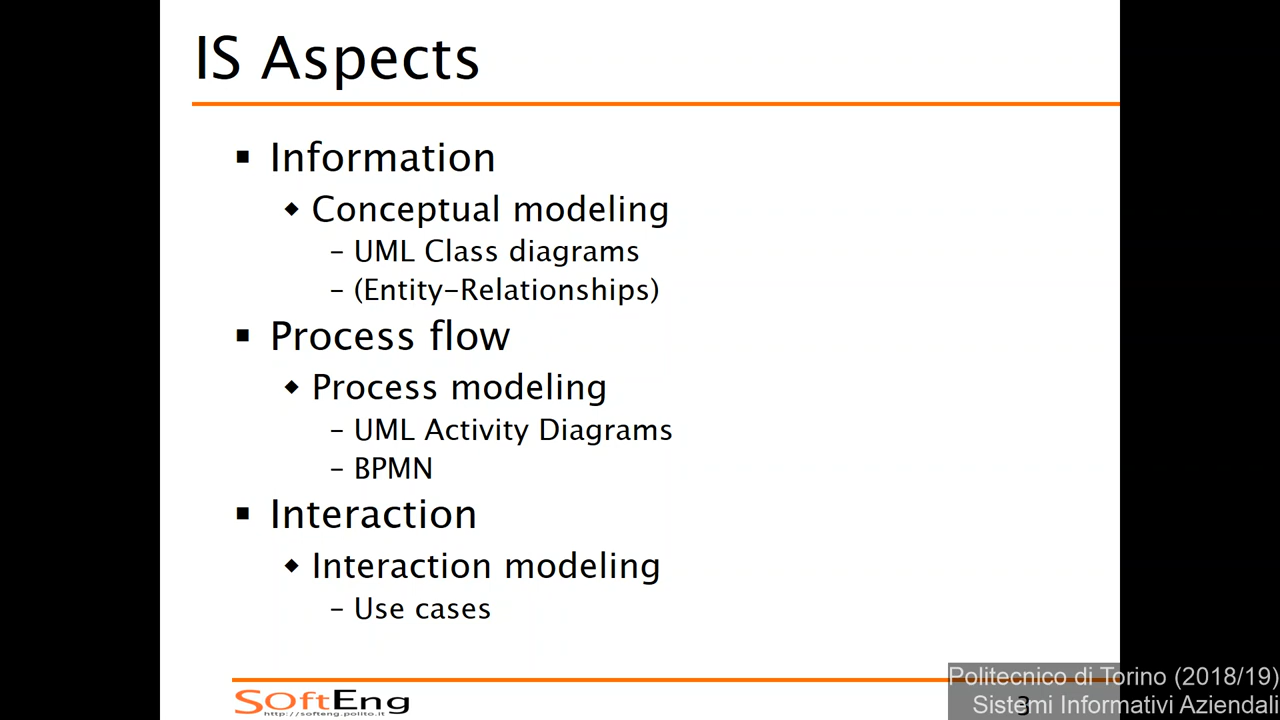 IS Aspects
▪ Information
◆ Conceptual modeling
– UML Class diagrams
– (Entity-Relationships)
▪ Process flow
◆ Process modeling
– UML Activity Diagrams
– BPMN
▪ Interaction
◆ Interaction modeling
– Use cases
SoftEng
http://softeng.polito.it
3
Politecnico di Torino (2018/19)
Sistemi Informativi Aziendali